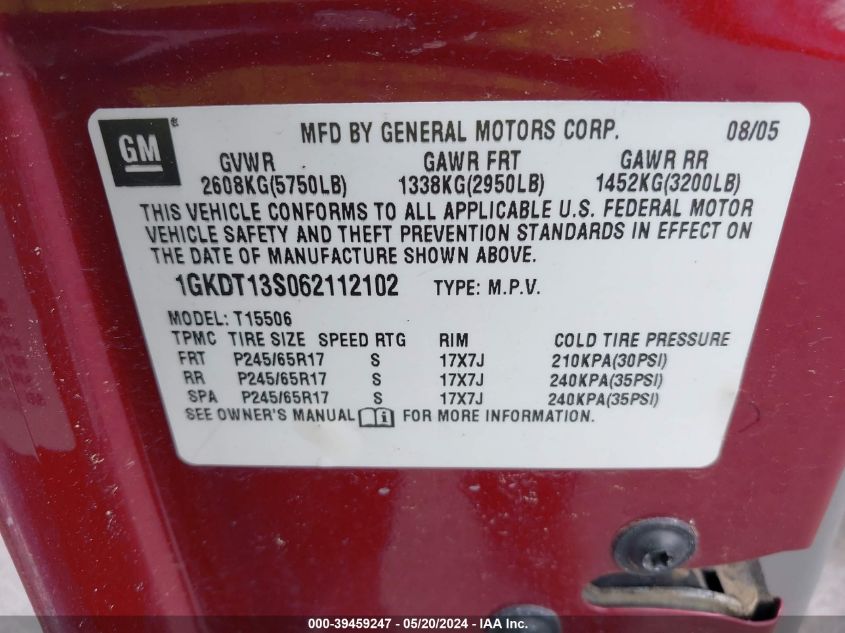 GM®
MFD BY GENERAL MOTORS CORP. 08/05
GVWR GAWR FRT GAWR RR
2608KG(5750LB) 1338KG(2950LB) 1452KG(3200LB)
THIS VEHICLE CONFORMS TO ALL APPLICABLE U.S. FEDERAL MOTOR
VEHICLE SAFETY AND THEFT PREVENTION STANDARDS IN EFFECT ON
THE DATE OF MANUFACTURE SHOWN ABOVE.
1GKDT13S062112102 TYPE: M.P.V.
MODEL: T15506
TPMC TIRE SIZE SPEED RTG RIM COLD TIRE PRESSURE
FRT P245/65R17 S 17X7J 210KPA(30PSI)
RR P245/65R17 S 17X7J 240KPA(35PSI)
SPA P245/65R17 S 17X7J 240KPA(35PSI)
SEE OWNER'S MANUAL i FOR MORE INFORMATION.
000-39459247 - 05/20/2024 - IAA Inc.